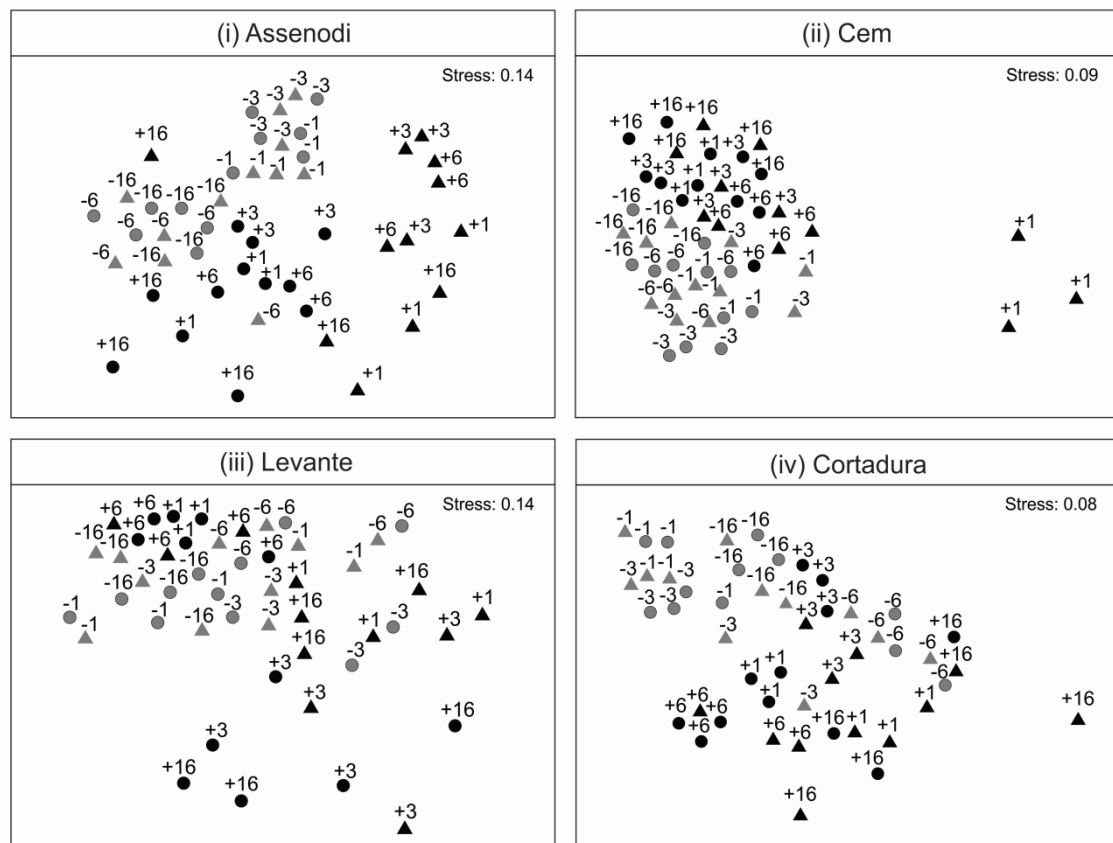 (i) Assenodi
Stress: 0.14
-3 -3
-3 -3
+16 -3 -3 -1 +3 +3
-1 +6
-1 -1 -1 -1 +6
-6 -16 -16 -16 -16
-6 -6 -6 +3 +3
-16 +3 +6 +3 +1
-6 -16 +1
+16 +6 +1 +6 +16
-6 +6 +1
+1 +16
+16 +1
+16
(ii) Cem
Stress: 0.09
+16 +16
+16 +16
+16 +1 +3
+3 +3 +1 +3 +16
-16 +1 +6 +3
-16 -16 +3 +6 +6 +6 +1
-16 -16 -3
-16 -6 -6 -1 -6 +6 +6 -1
-6 -6 -1 -1 +1
-3 -6 -1 -1 -3 +1
-3 -3 -3
(iii) Levante
Stress: 0.14
+6 +6 +1 +1 +6 -6 -6 -6
+6 +1 -6 -6
-16 -16 +6 -6 +6 -1
-3 -16 -6 -1
-16 -16 -1 -3 +1 +16
-1 -1 -3 +16 +1
-1 -16 -3 +1 -3 +3
+16
+3 -3
+3
+16
+3
+16 +16 +3
+3
(iv) Cortadura
Stress: 0.08
-1 -1 -1 -16 -16
-16 -16 +3
-3 -1 -1 -16 +3
-3 -3 -1 -16 +3 -6 -6
-3 +3 -6 -6 +16
+3 -6 +16
+1 +1 +3 -6
+6 +1 -3 +1 +16
+6 +6 +6
+6 +6 +16 +1 +1
+16
+16